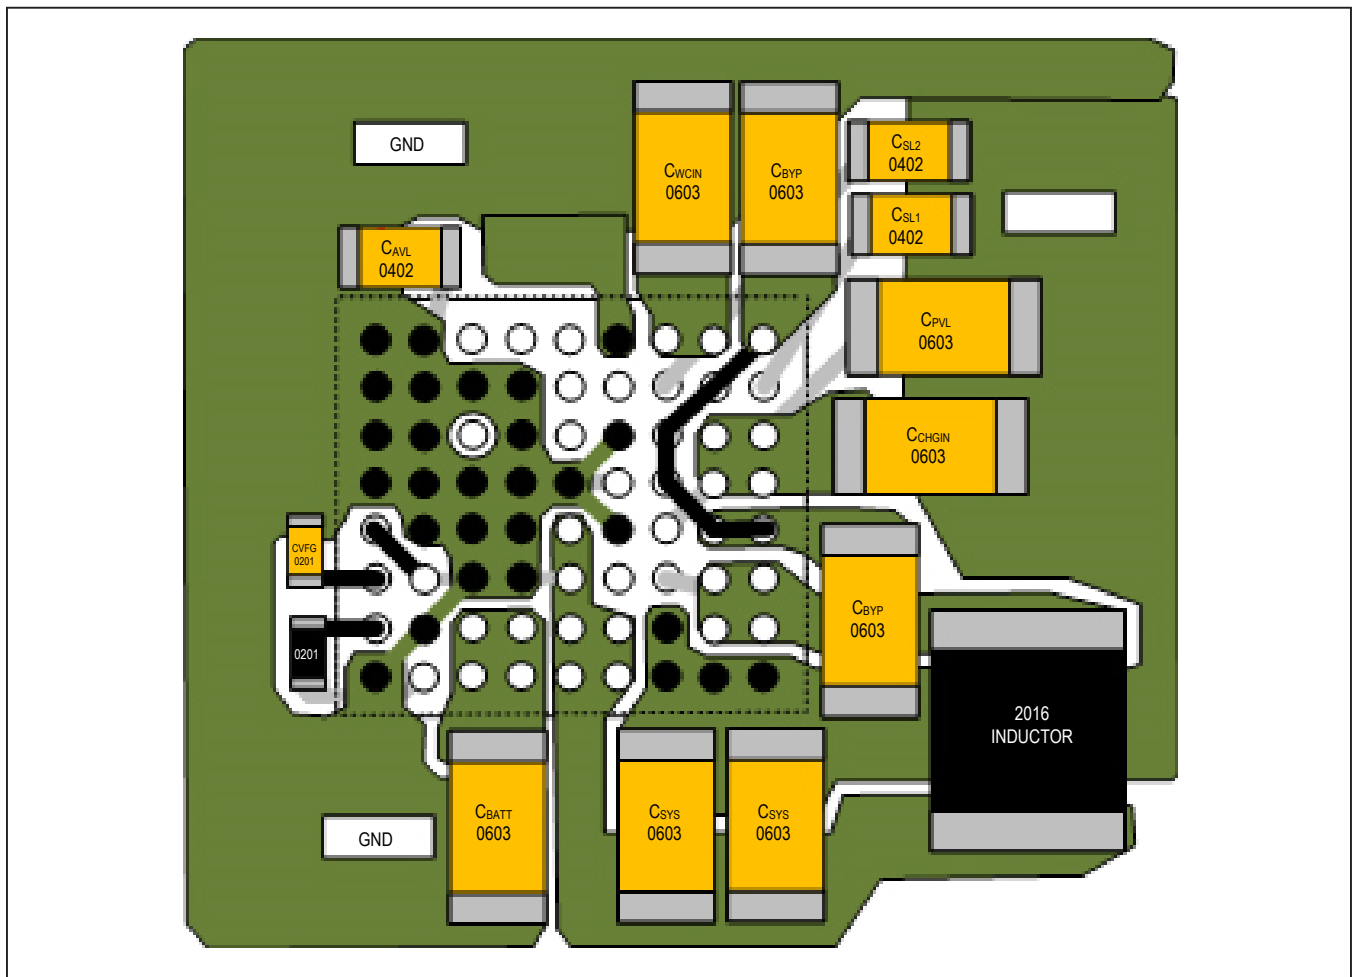 GND
CWCIN
0603
CBYP
0603
CSL2
0402
CSL1
0402
CAVL
0402
CPVL
0603
CCHGIN
0603
CVFG
0201
0201
CBYP
0603
2016
INDUCTOR
GND
CBATT
0603
CSYS
0603
CSYS
0603